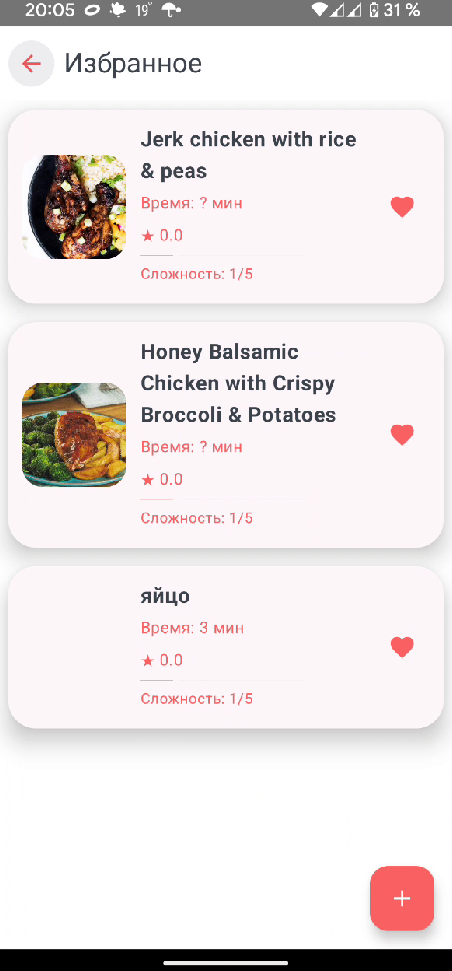 20:05 19° 31 %
Избранное
Jerk chicken with rice
& peas
Время: ? мин
★ 0.0
Сложность: 1/5
Honey Balsamic
Chicken with Crispy
Broccoli & Potatoes
Время: ? мин
★ 0.0
Сложность: 1/5
яйцо
Время: 3 мин
★ 0.0
Сложность: 1/5
+